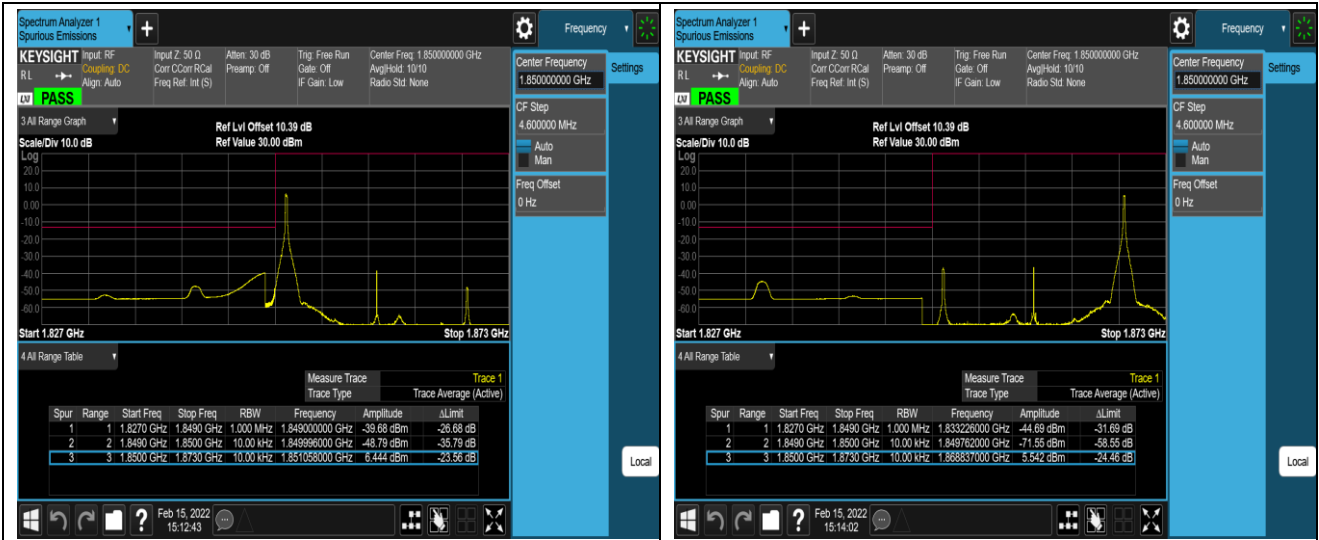 Spectrum Analyzer 1
Spurious Emissions
+
Frequency
KEYSIGHT Input: RF Input Z: 50 Ω Atten: 30 dB Trig: Free Run Center Freq: 1.850000000 GHz
RL Coupling: DC Corr CCorr RCal Preamp: Off Gate: Off Avg|Hold: 10/10
Align: Auto Freq Ref: Int (S) IF Gain: Low Radio Std: None
LXI PASS
Center Frequency
1.850000000 GHz
Settings
CF Step
4.600000 MHz
Auto
Man
Freq Offset
0 Hz
3 All Range Graph
Ref Lvl Offset 10.39 dB
Scale/Div 10.0 dB Ref Value 30.00 dBm
Log
20.0
10.0
0.00
-10.0
-20.0
-30.0
-40.0
-50.0
-60.0
Start 1.827 GHz Stop 1.873 GHz
4 All Range Table
Measure Trace Trace 1
Trace Type Trace Average (Active)
Spur Range Start Freq Stop Freq RBW Frequency Amplitude ΔLimit
1 1 1.8270 GHz 1.8490 GHz 1.000 MHz 1.849000000 GHz -39.68 dBm -26.68 dB
2 2 1.8490 GHz 1.8500 GHz 10.00 kHz 1.849996000 GHz -48.79 dBm -35.79 dB
3 3 1.8500 GHz 1.8730 GHz 10.00 kHz 1.851058000 GHz 6.444 dBm -23.56 dB
Local
? Feb 15, 2022
15:12:43
Spectrum Analyzer 1
Spurious Emissions
+
Frequency
KEYSIGHT Input: RF Input Z: 50 Ω Atten: 30 dB Trig: Free Run Center Freq: 1.850000000 GHz
RL Coupling: DC Corr CCorr RCal Preamp: Off Gate: Off Avg|Hold: 10/10
Align: Auto Freq Ref: Int (S) IF Gain: Low Radio Std: None
LXI PASS
Center Frequency
1.850000000 GHz
Settings
CF Step
4.600000 MHz
Auto
Man
Freq Offset
0 Hz
3 All Range Graph
Ref Lvl Offset 10.39 dB
Scale/Div 10.0 dB Ref Value 30.00 dBm
Log
20.0
10.0
0.00
-10.0
-20.0
-30.0
-40.0
-50.0
-60.0
Start 1.827 GHz Stop 1.873 GHz
4 All Range Table
Measure Trace Trace 1
Trace Type Trace Average (Active)
Spur Range Start Freq Stop Freq RBW Frequency Amplitude ΔLimit
1 1 1.8270 GHz 1.8490 GHz 1.000 MHz 1.833226000 GHz -44.69 dBm -31.69 dB
2 2 1.8490 GHz 1.8500 GHz 10.00 kHz 1.849762000 GHz -71.55 dBm -58.55 dB
3 3 1.8500 GHz 1.8730 GHz 10.00 kHz 1.868837000 GHz 5.542 dBm -24.46 dB
Local
? Feb 15, 2022
15:14:02